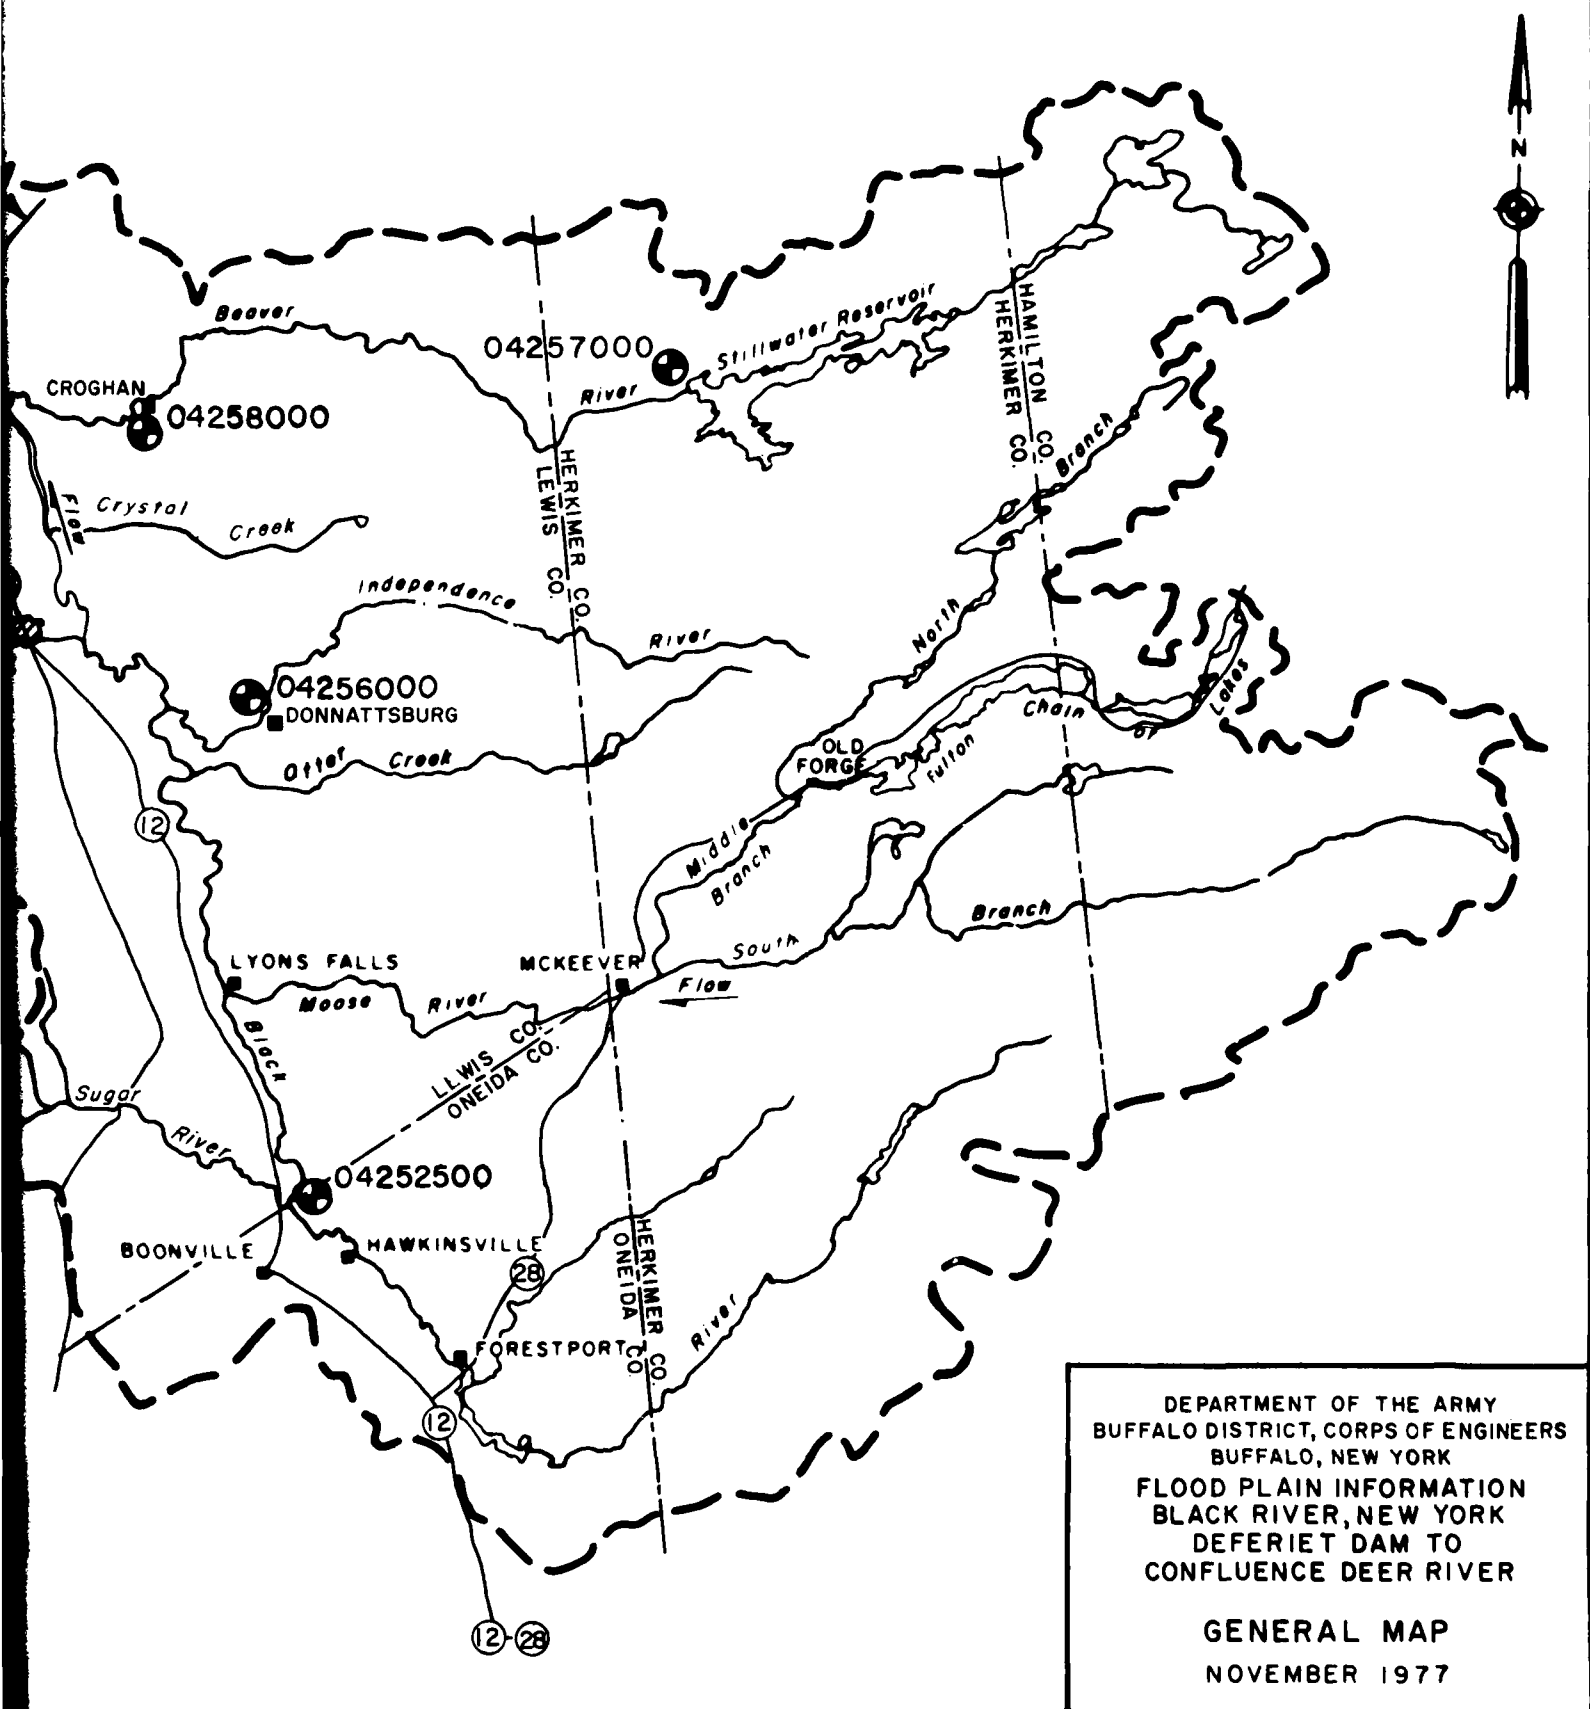 N
Beaver
04257000
Stillwater Reservoir
River
HAMILTON CO.
HERKIMER CO.
CROGHAN
04258000
Branch
Flow
Crystal
Creek
HERKIMER CO.
LEWIS CO.
Independence
River
North
04256000
DONNATTSBURG
Otter Creek
OLD
FORGE
Fulton
Chain
of
Lakes
12
Middle
Branch
Branch
South
LYONS FALLS
MCKEEVER
Flow
Moose River
Black
LLWIS CO.
ONEIDA CO.
Sugar
River
04252500
BOONVILLE
HAWKINSVILLE
28
HERKIMER CO.
ONEIDA CO.
River
FORESTPORT
12
12-28
DEPARTMENT OF THE ARMY
BUFFALO DISTRICT, CORPS OF ENGINEERS
BUFFALO, NEW YORK
FLOOD PLAIN INFORMATION
BLACK RIVER, NEW YORK
DEFERIET DAM TO
CONFLUENCE DEER RIVER
GENERAL MAP
NOVEMBER 1977